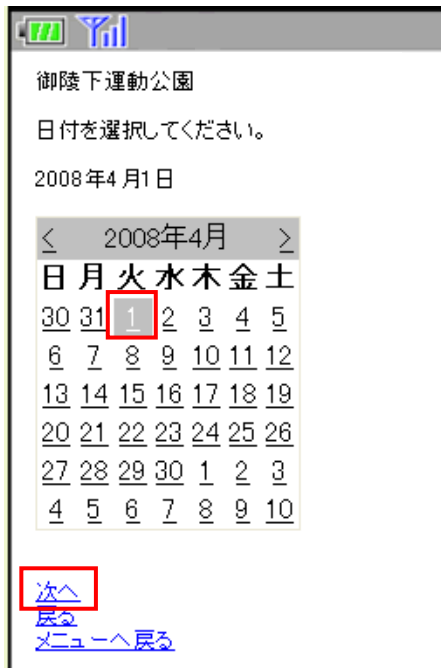 御陵下運動公園
日付を選択してください。
2008年4月1日
< 2008年4月 >
日 月 火 水 木 金 土
30 31 1 2 3 4 5
6 7 8 9 10 11 12
13 14 15 16 17 18 19
20 21 22 23 24 25 26
27 28 29 30 1 2 3
4 5 6 7 8 9 10
次へ
戻る
メニューへ戻る